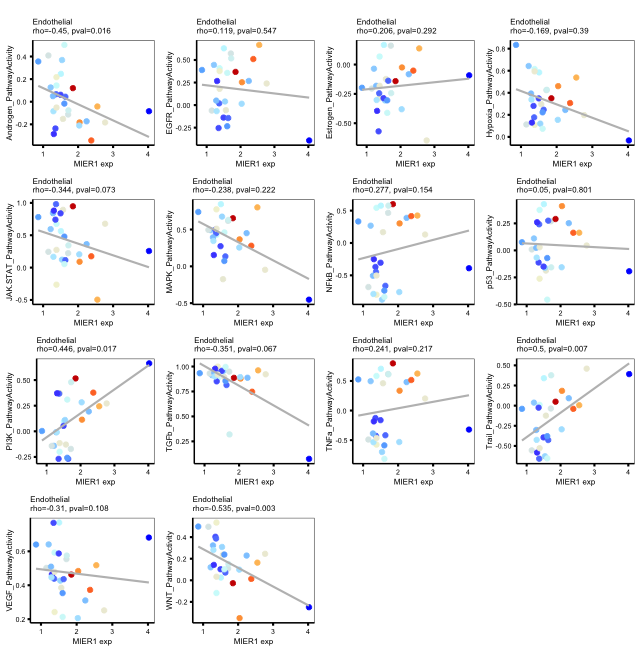 Endothelial
rho=-0.45, pval=0.016
Androgen_PathwayActivity
0.4
0.2
0.0
-0.2
1 2 3 4
MIER1 exp
Endothelial
rho=0.119, pval=0.547
EGFR_PathwayActivity
0.50
0.25
0.00
-0.25
1 2 3 4
MIER1 exp
Endothelial
rho=0.206, pval=0.292
Estrogen_PathwayActivity
0.00
-0.25
-0.50
1 2 3 4
MIER1 exp
Endothelial
rho=-0.169, pval=0.39
Hypoxia_PathwayActivity
0.8
0.6
0.4
0.2
0.0
1 2 3 4
MIER1 exp
Endothelial
rho=-0.344, pval=0.073
JAK-STAT_PathwayActivity
1.0
0.5
0.0
-0.5
1 2 3 4
MIER1 exp
Endothelial
rho=-0.238, pval=0.222
MAPK_PathwayActivity
0.5
0.0
-0.5
1 2 3 4
MIER1 exp
Endothelial
rho=0.277, pval=0.154
NFkB_PathwayActivity
0.5
0.0
-0.5
1 2 3 4
MIER1 exp
Endothelial
rho=0.05, pval=0.801
p53_PathwayActivity
0.25
0.00
-0.25
-0.50
1 2 3 4
MIER1 exp
Endothelial
rho=0.446, pval=0.017
PI3K_PathwayActivity
0.50
0.25
0.00
-0.25
1 2 3 4
MIER1 exp
Endothelial
rho=-0.351, pval=0.067
TGFb_PathwayActivity
1.00
0.75
0.50
0.25
1 2 3 4
MIER1 exp
Endothelial
rho=0.241, pval=0.217
TNFa_PathwayActivity
0.5
0.0
-0.5
1 2 3 4
MIER1 exp
Endothelial
rho=0.5, pval=0.007
Trail_PathwayActivity
0.50
0.25
0.00
-0.25
-0.50
1 2 3 4
MIER1 exp
Endothelial
rho=-0.31, pval=0.108
VEGF_PathwayActivity
0.8
0.6
0.4
0.2
1 2 3 4
MIER1 exp
Endothelial
rho=-0.535, pval=0.003
WNT_PathwayActivity
0.4
0.2
0.0
-0.2
1 2 3 4
MIER1 exp